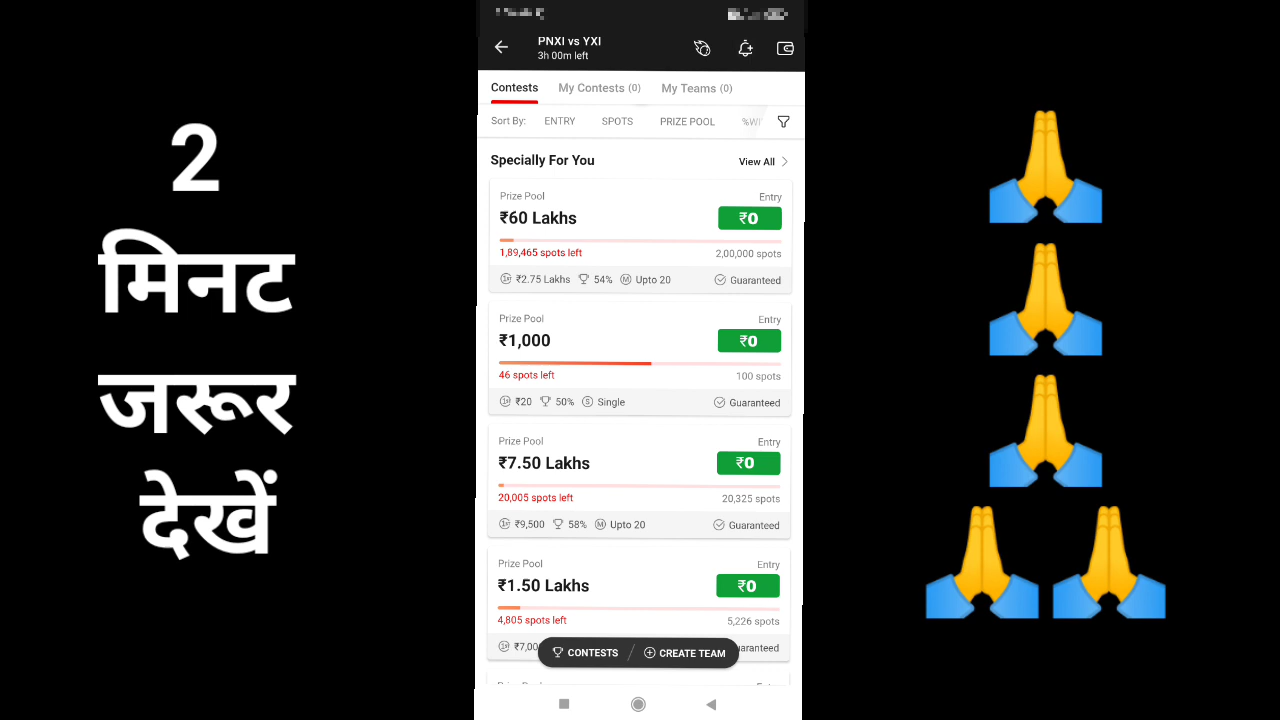 2
मिनट
जरूर
देखें
PNXI vs YXI
3h 00m left
Contests My Contests (0) My Teams (0)
Sort By: ENTRY SPOTS PRIZE POOL
Specially For You View All
Prize Pool Entry
₹60 Lakhs ₹0
1,89,465 spots left 2,00,000 spots
1st ₹2.75 Lakhs 54% M Upto 20 Guaranteed
Prize Pool Entry
₹1,000 ₹0
46 spots left 100 spots
1st ₹20 50% S Single Guaranteed
Prize Pool Entry
₹7.50 Lakhs ₹0
20,005 spots left 20,325 spots
1st ₹9,500 58% M Upto 20 Guaranteed
Prize Pool Entry
₹1.50 Lakhs ₹0
4,805 spots left 5,226 spots
CONTESTS / CREATE TEAM